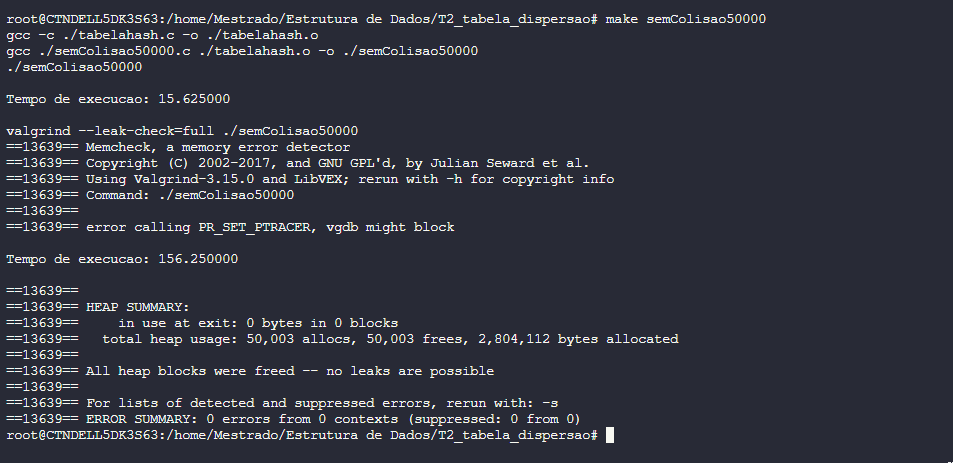 root@CTNDELL5DK3S63:/home/Mestrado/Estrutura de Dados/T2_tabela_dispersao# make semColisao50000
gcc -c ./tabelahash.c -o ./tabelahash.o
gcc ./semColisao50000.c ./tabelahash.o -o ./semColisao50000
./semColisao50000
Tempo de execucao: 15.625000
valgrind --leak-check=full ./semColisao50000
==13639== Memcheck, a memory error detector
==13639== Copyright (C) 2002-2017, and GNU GPL'd, by Julian Seward et al.
==13639== Using Valgrind-3.15.0 and LibVEX; rerun with -h for copyright info
==13639== Command: ./semColisao50000
==13639==
==13639== error calling PR_SET_PTRACER, vgdb might block
Tempo de execucao: 156.250000
==13639==
==13639== HEAP SUMMARY:
==13639==     in use at exit: 0 bytes in 0 blocks
==13639==   total heap usage: 50,003 allocs, 50,003 frees, 2,804,112 bytes allocated
==13639==
==13639== All heap blocks were freed -- no leaks are possible
==13639==
==13639== For lists of detected and suppressed errors, rerun with: -s
==13639== ERROR SUMMARY: 0 errors from 0 contexts (suppressed: 0 from 0)
root@CTNDELL5DK3S63:/home/Mestrado/Estrutura de Dados/T2_tabela_dispersao#